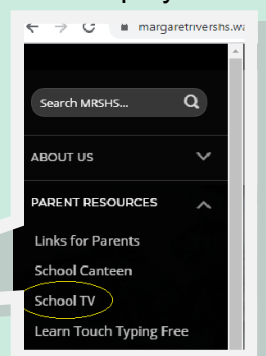 margaretrivershs.wa
Search MRSHS...
ABOUT US
PARENT RESOURCES
Links for Parents
School Canteen
School TV
Learn Touch Typing Free